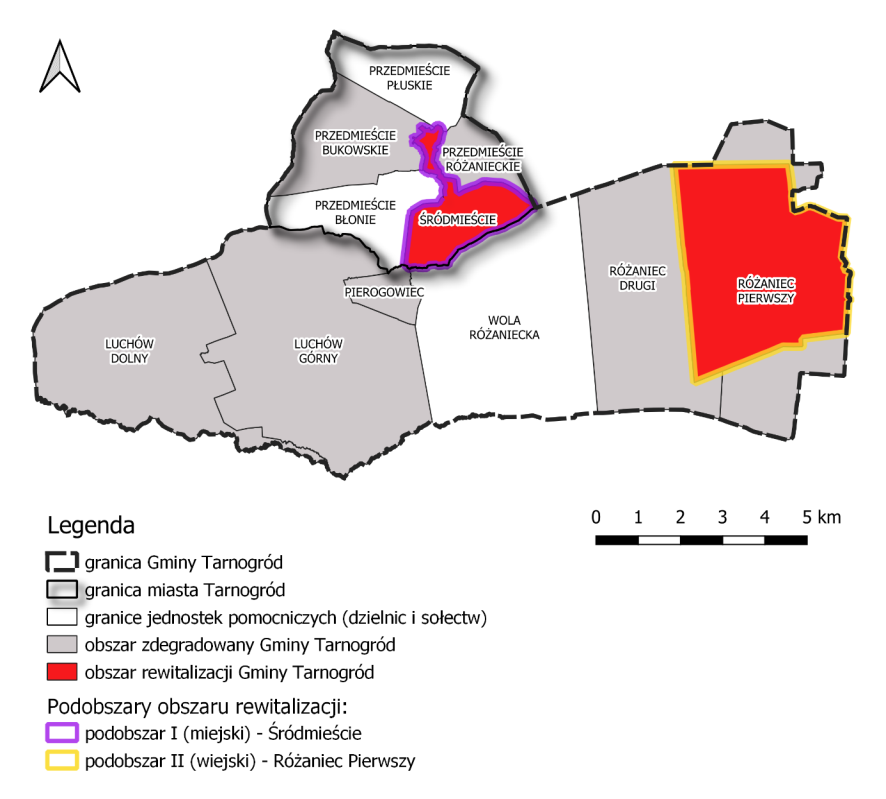 PRZEDMIEŚCIE
PŁUSKIE
PRZEDMIEŚCIE
BUKOWSKIE
PRZEDMIEŚCIE
RÓŻANIECKIE
PRZEDMIEŚCIE
BŁONIE
ŚRÓDMIEŚCIE
RÓŻANIEC
DRUGI
RÓŻANIEC
PIERWSZY
PIEROGOWIEC
WOLA
RÓŻANIECKA
LUCHÓW
DOLNY
LUCHÓW
GÓRNY
Legenda
granica Gminy Tarnogród
granica miasta Tarnogród
granice jednostek pomocniczych (dzielnic i sołectw)
obszar zdegradowany Gminy Tarnogród
obszar rewitalizacji Gminy Tarnogród
Podobszary obszaru rewitalizacji:
podobszar I (miejski) - Śródmieście
podobszar II (wiejski) - Różaniec Pierwszy
0 1 2 3 4 5 km